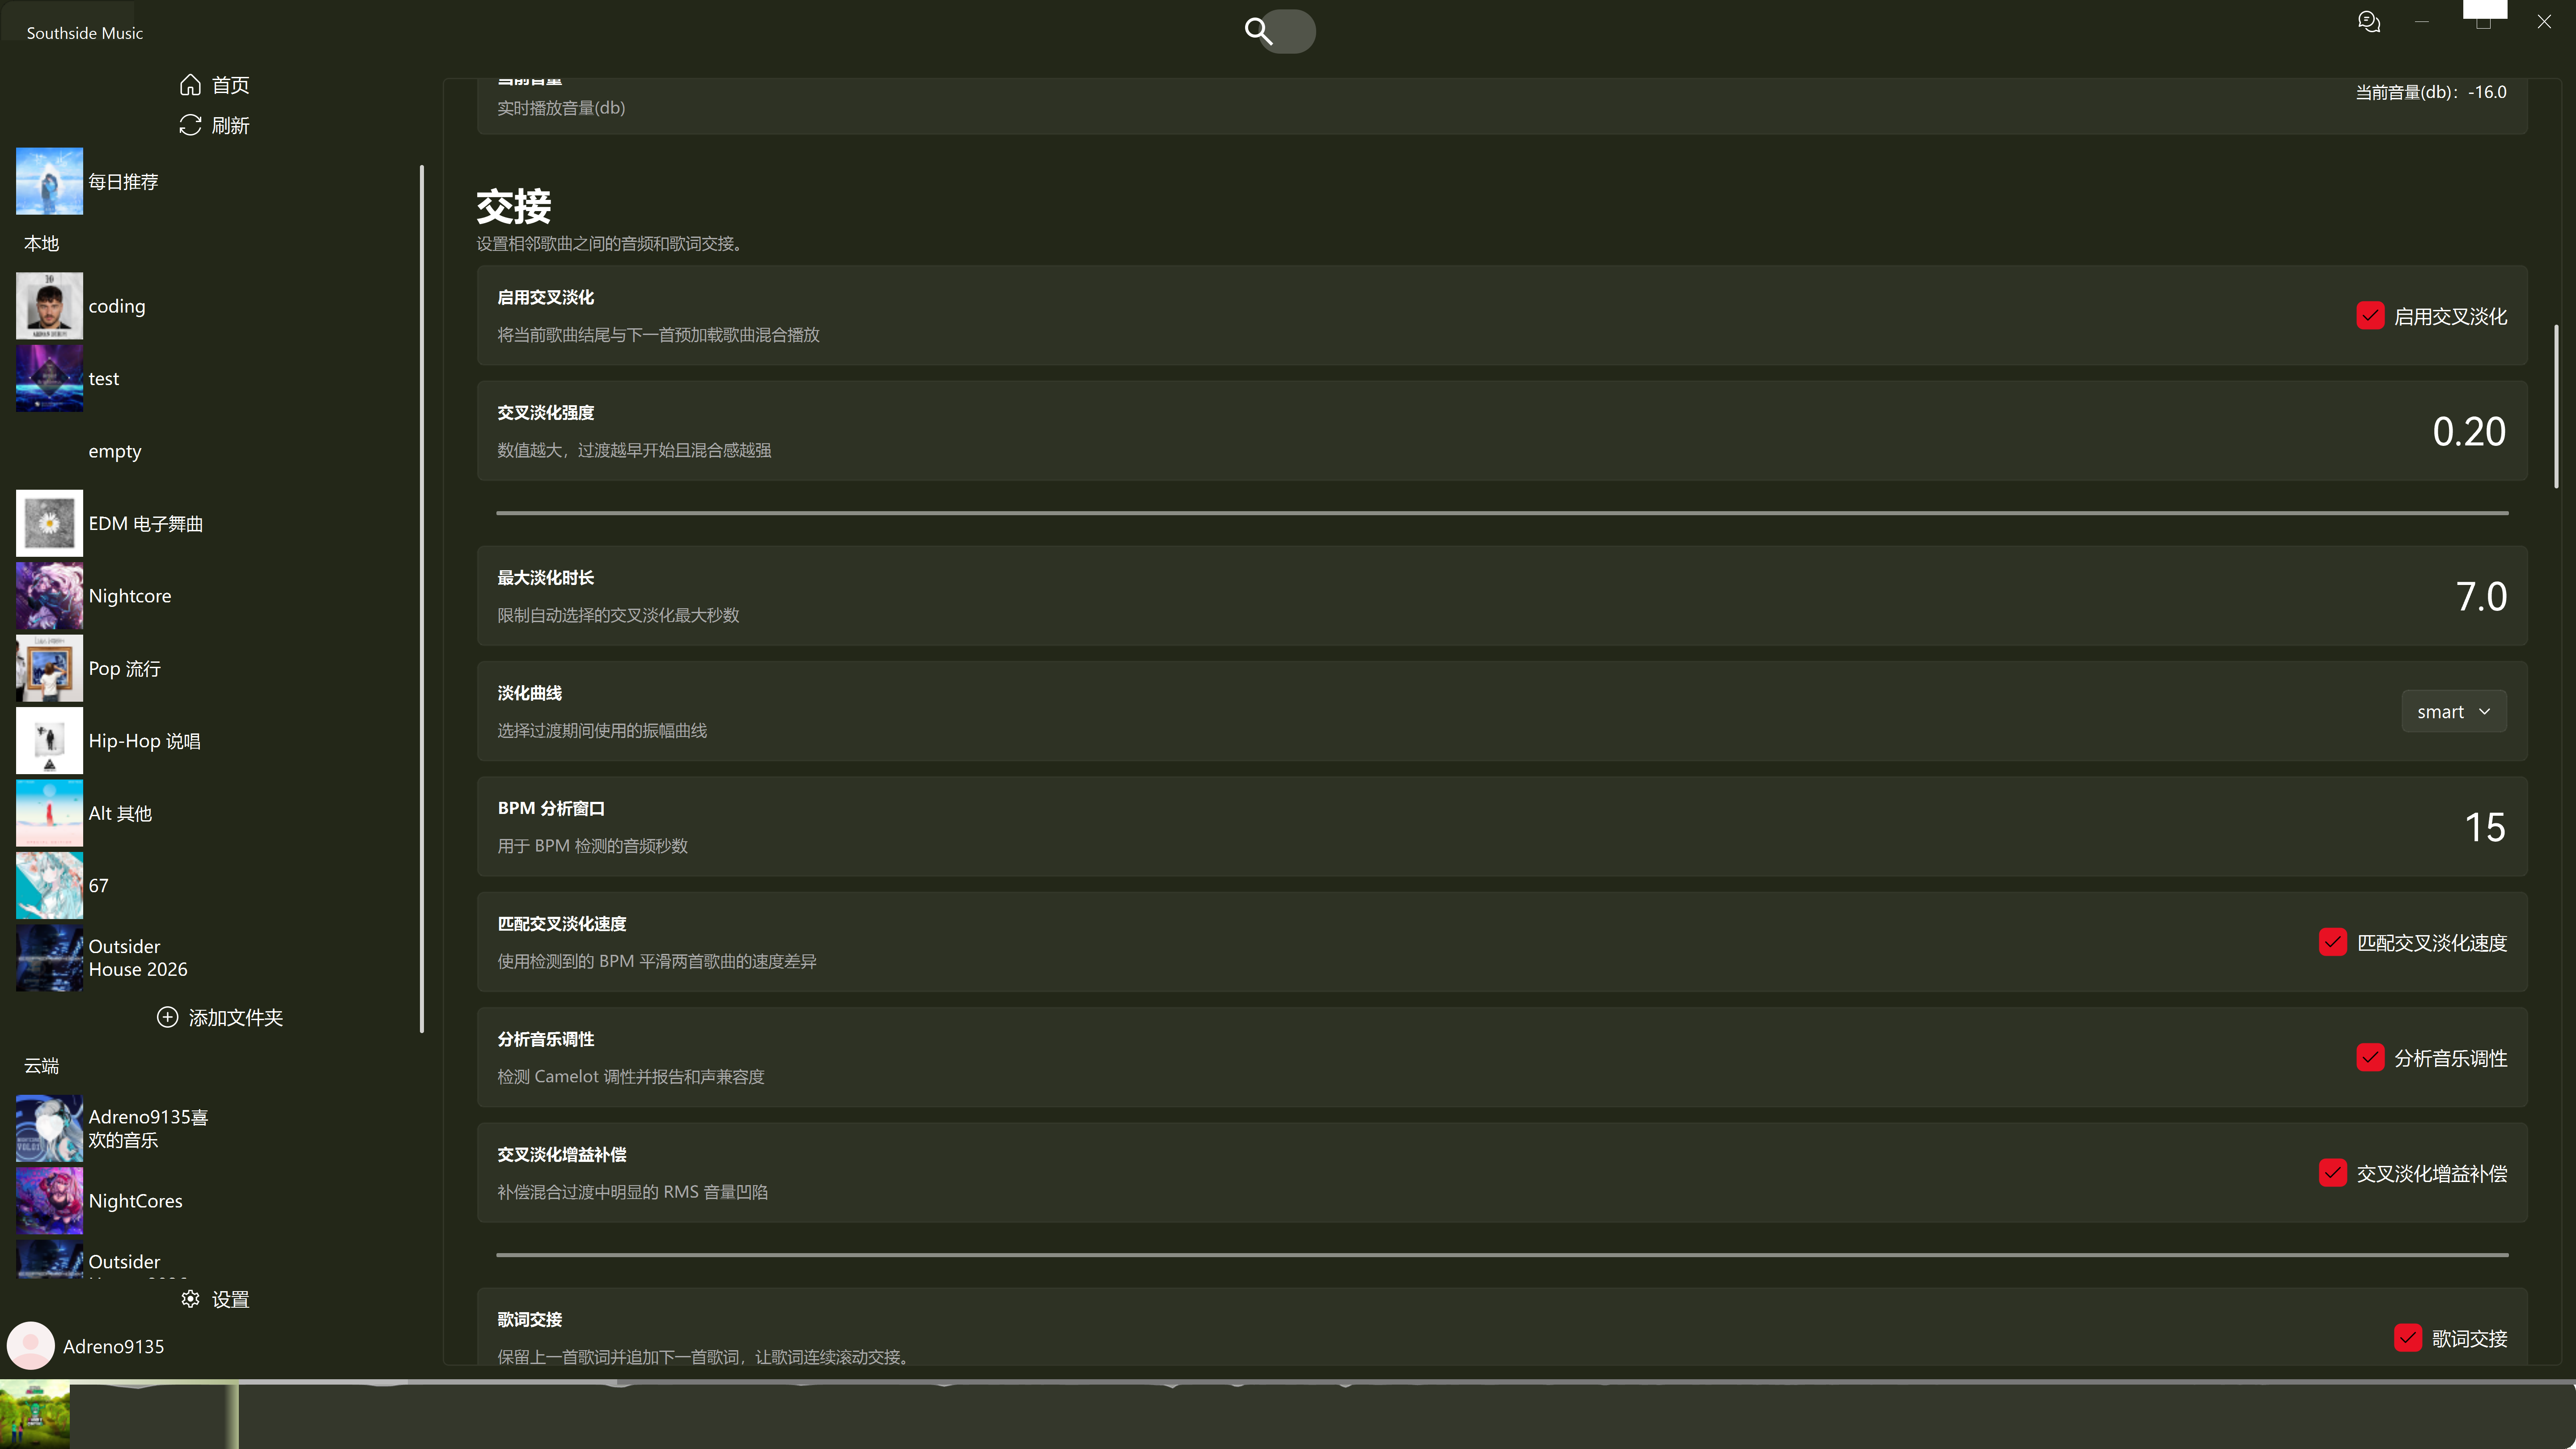 Southside Music
首页
刷新
每日推荐
本地
coding
test
empty
EDM 电子舞曲
Nightcore
Pop 流行
Hip-Hop 说唱
Alt 其他
67
Outsider
House 2026
添加文件夹
云端
Adreno9135喜
欢的音乐
NightCores
Outsider
设置
Adreno9135
当前音量
实时播放音量(db)
当前音量(db)：-16.0
交接
设置相邻歌曲之间的音频和歌词交接。
启用交叉淡化
将当前歌曲结尾与下一首预加载歌曲混合播放
启用交叉淡化
交叉淡化强度
数值越大，过渡越早开始且混合感越强
0.20
最大淡化时长
限制自动选择的交叉淡化最大秒数
7.0
淡化曲线
选择过渡期间使用的振幅曲线
smart
BPM 分析窗口
用于 BPM 检测的音频秒数
15
匹配交叉淡化速度
使用检测到的 BPM 平滑两首歌曲的速度差异
匹配交叉淡化速度
分析音乐调性
检测 Camelot 调性并报告和声兼容度
分析音乐调性
交叉淡化增益补偿
补偿混合过渡中明显的 RMS 音量凹陷
交叉淡化增益补偿
歌词交接
保留上一首歌词并追加下一首歌词，让歌词连续滚动交接。
歌词交接